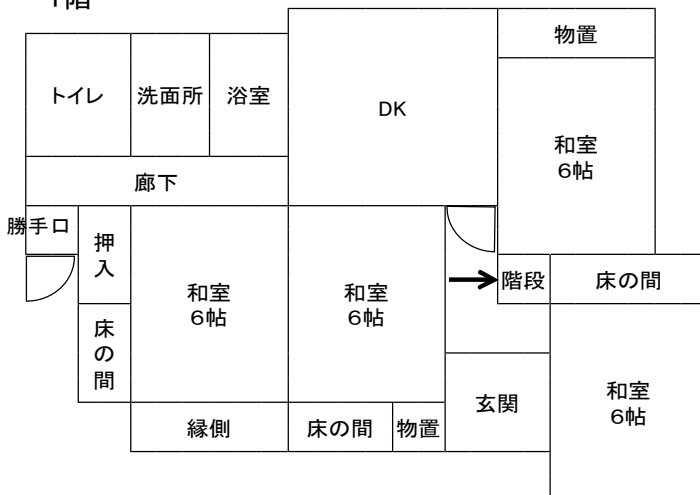 1階
物置
トイレ
洗面所
浴室
DK
和室
6帖
廊下
勝手口
押入
和室
6帖
和室
6帖
階段
床の間
床の間
玄関
和室
6帖
縁側
床の間
物置